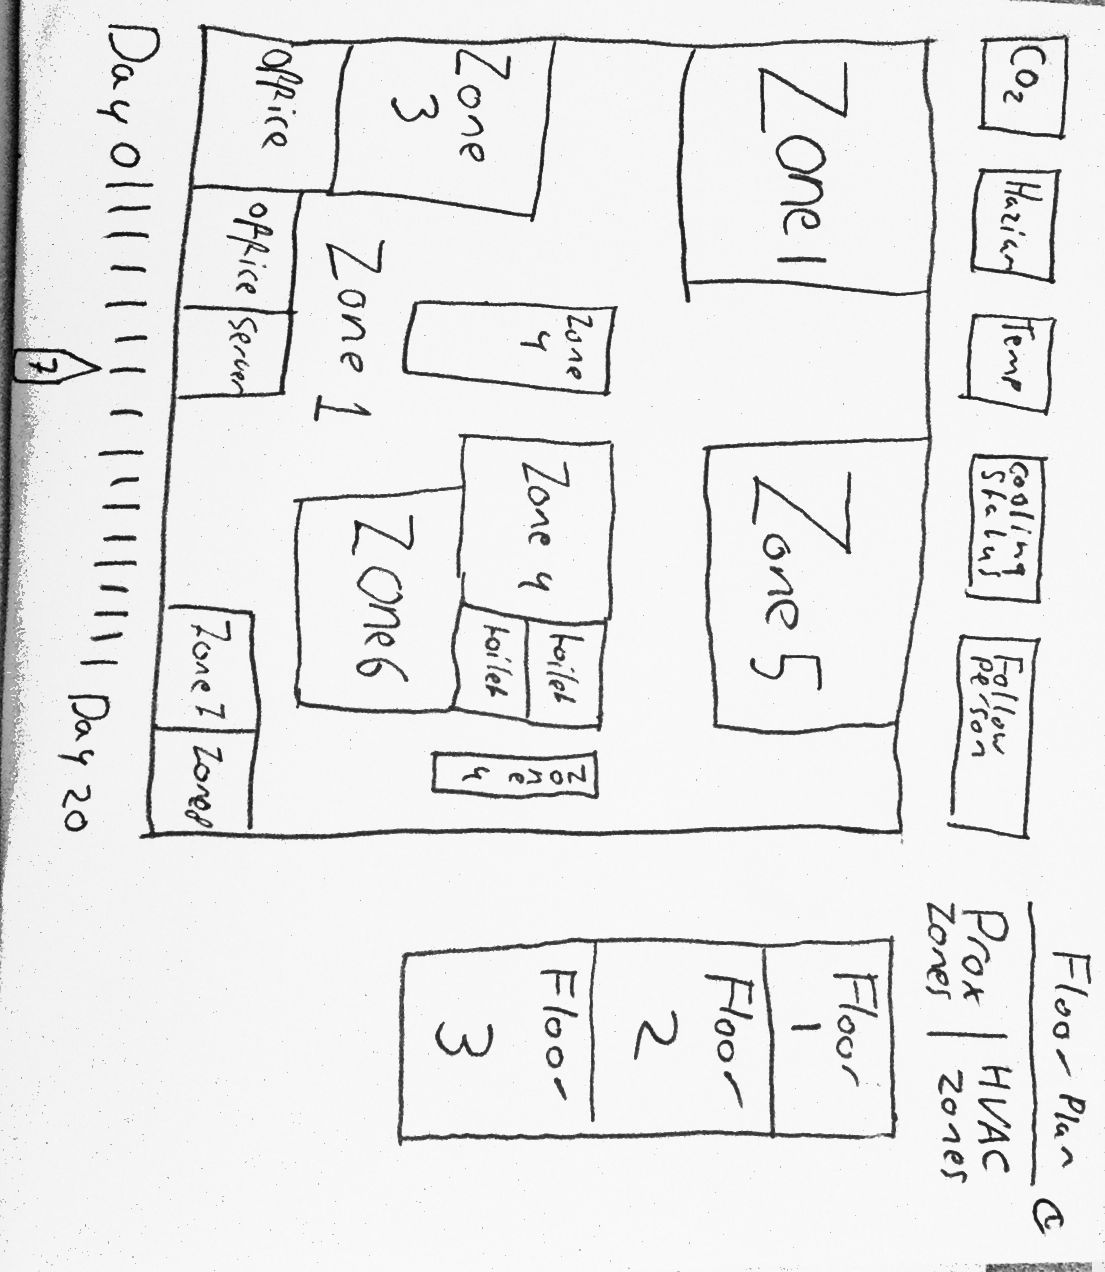 Floor Plan
CO2
Hazium
Temp
Cooling
Status
Follow
Person
Prox
Zones
HVAC
Zones
Zone 1
Zone 5
Floor
1
Floor
2
Floor
3
Zone
4
Zone 4
toilet
toilet
Zone 4
Zone
3
Zone 6
Zone 1
office
office
server
Zone 7
Zone 8
Day 0
Day 20
7